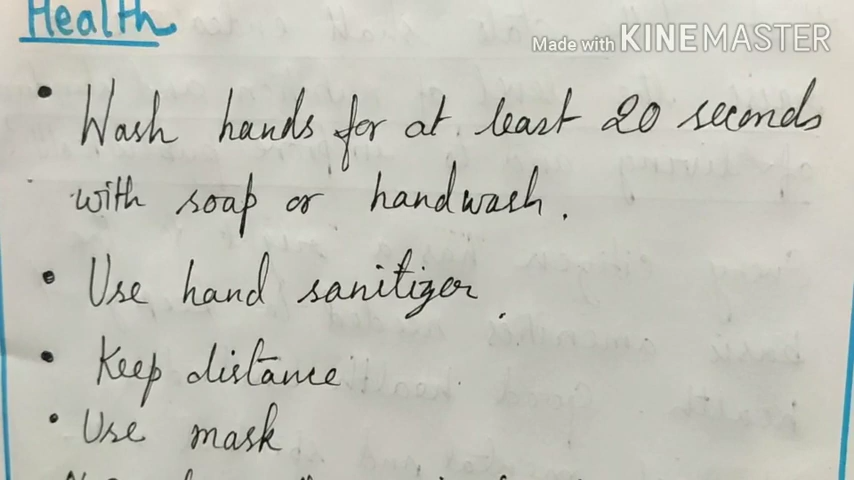 Health
Made with KINEMASTER
• Wash hands for at least 20 seconds
with soap or handwash.
• Use hand sanitizer.
• Keep distance
• Use mask